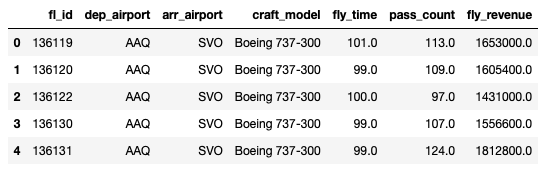 fl_id dep_airport arr_airport craft_model fly_time pass_count fly_revenue
0 136119 AAQ SVO Boeing 737-300 101.0 113.0 1653000.0
1 136120 AAQ SVO Boeing 737-300 99.0 109.0 1605400.0
2 136122 AAQ SVO Boeing 737-300 100.0 97.0 1431000.0
3 136130 AAQ SVO Boeing 737-300 99.0 107.0 1556600.0
4 136131 AAQ SVO Boeing 737-300 99.0 124.0 1812800.0